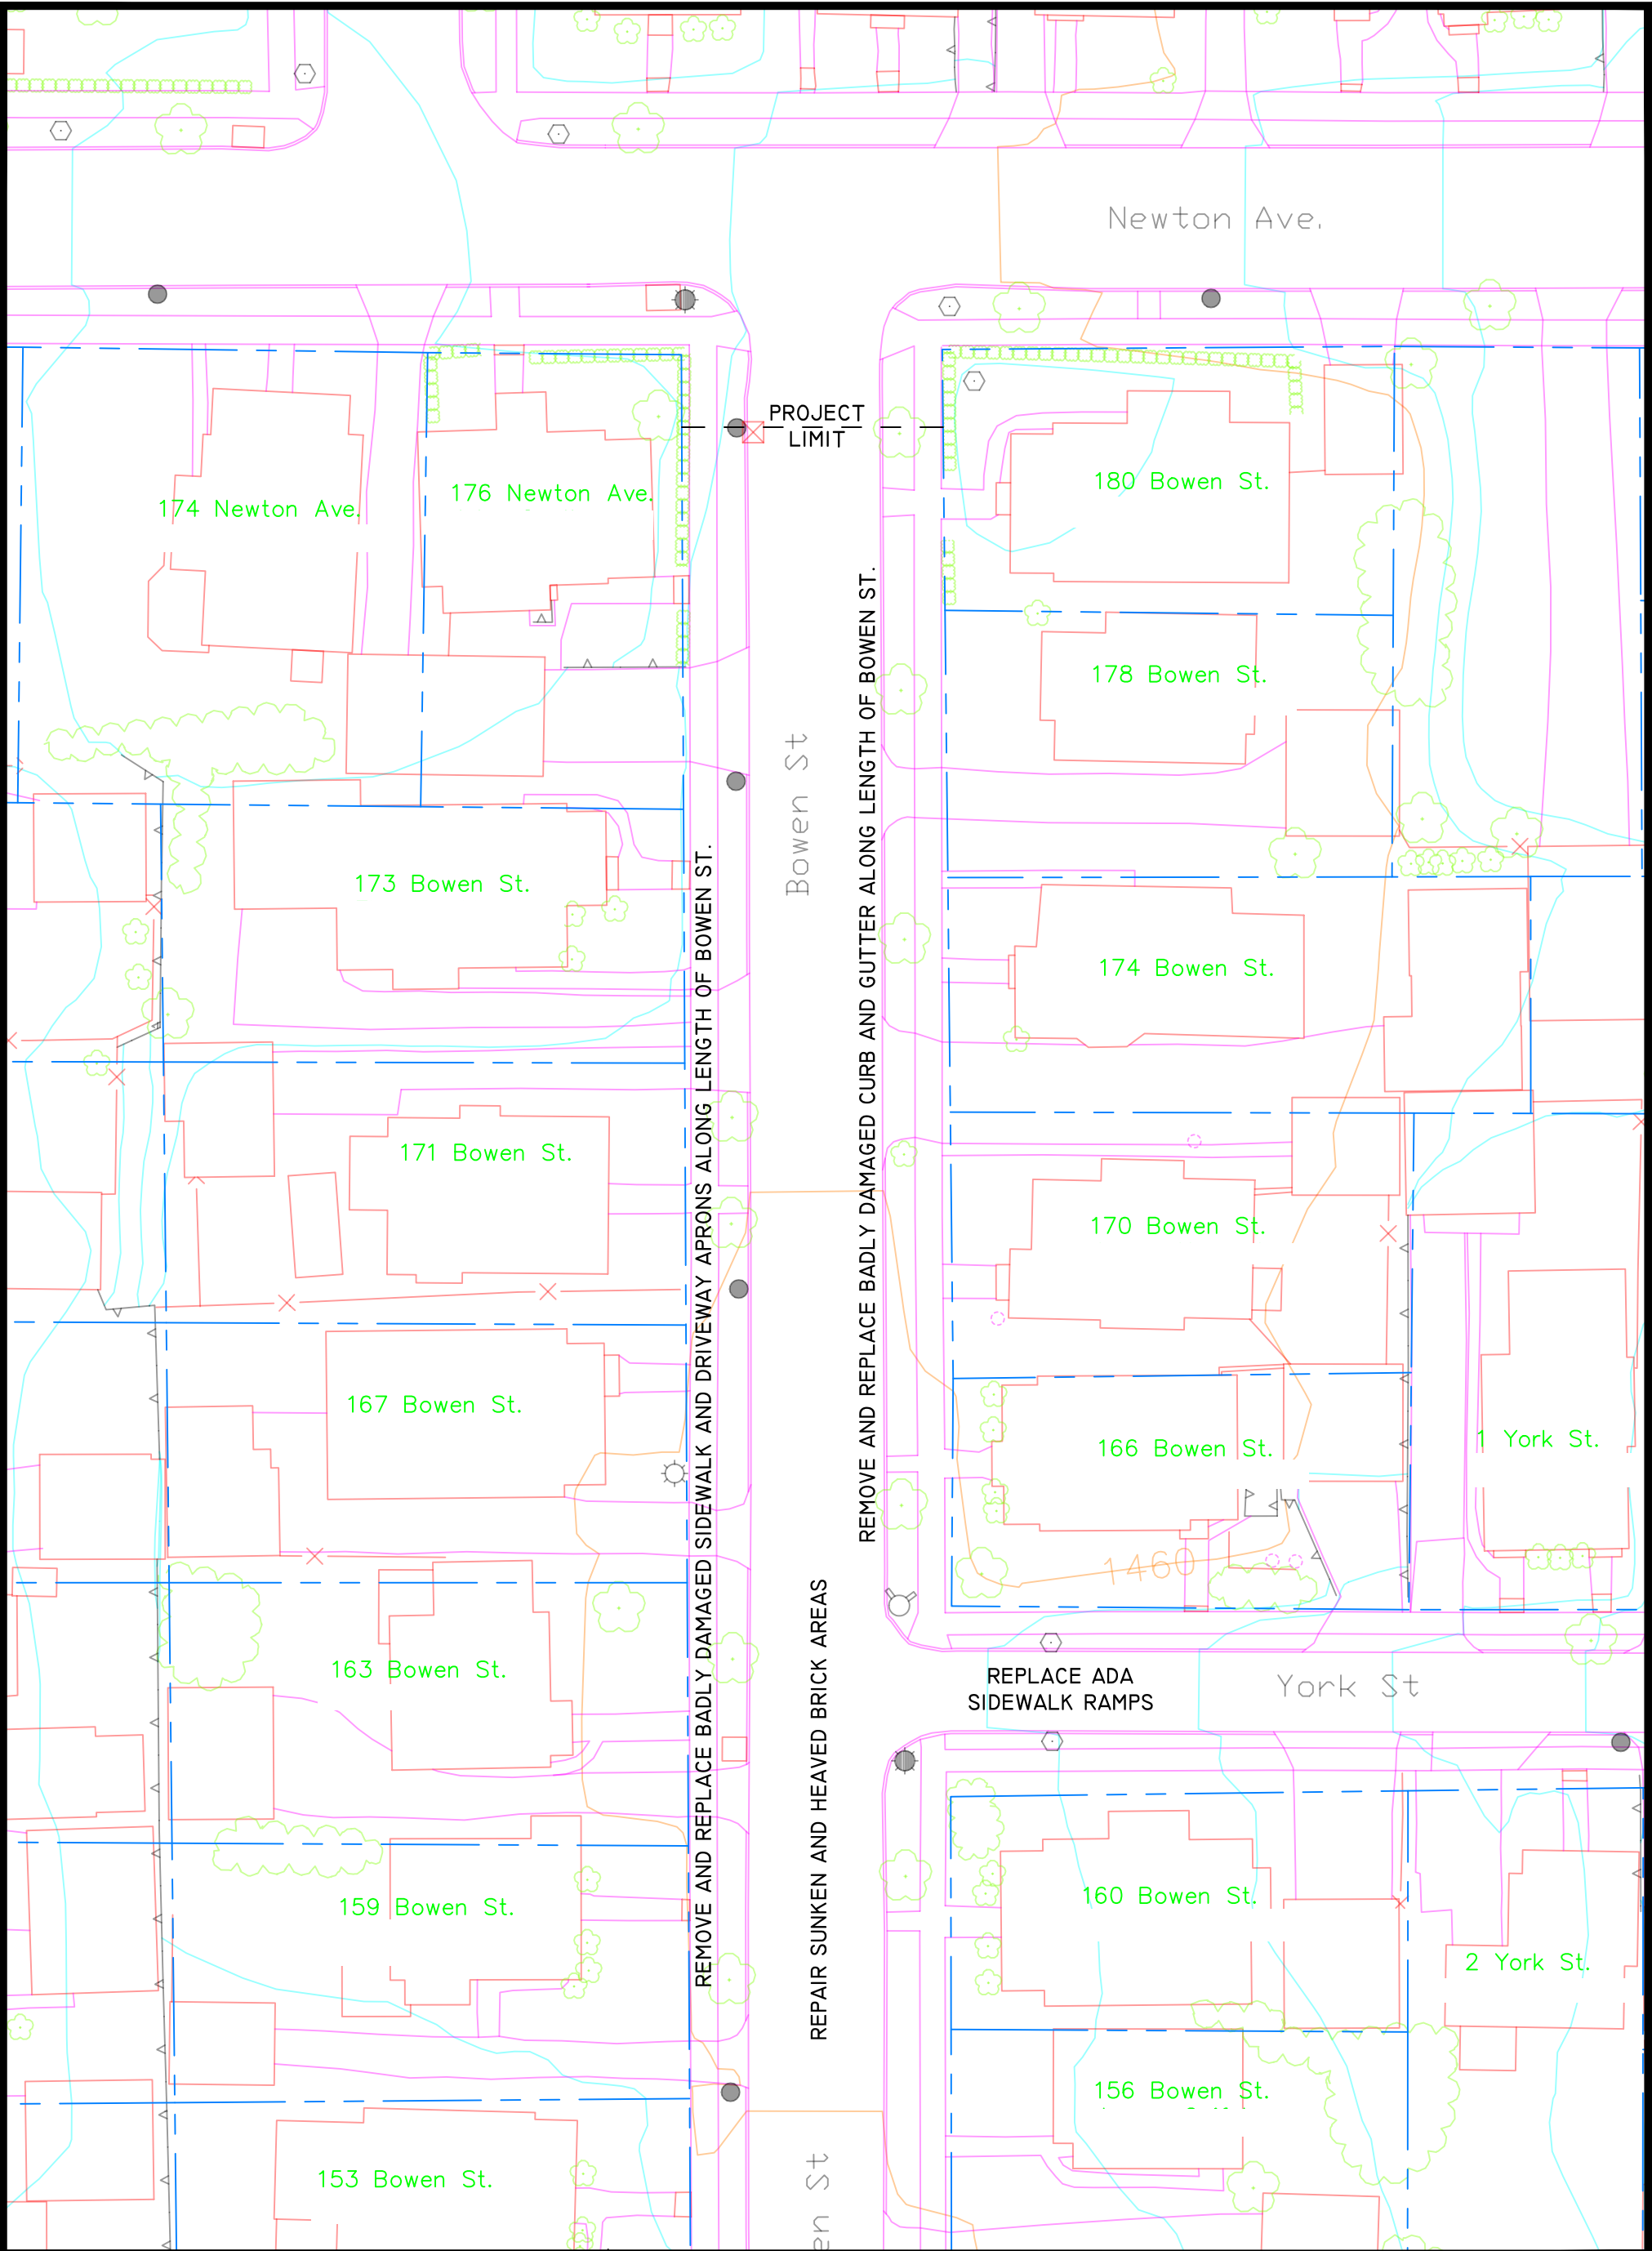 Newton Ave.
PROJECT
LIMIT
174 Newton Ave.
176 Newton Ave.
180 Bowen St.
178 Bowen St.
Bowen St
173 Bowen St.
174 Bowen St.
171 Bowen St.
170 Bowen St.
167 Bowen St.
166 Bowen St.
1 York St.
REMOVE AND REPLACE BADLY DAMAGED SIDEWALK AND DRIVEWAY APRONS ALONG LENGTH OF BOWEN ST.
REMOVE AND REPLACE BADLY DAMAGED CURB AND GUTTER ALONG LENGTH OF BOWEN ST.
REPAIR SUNKEN AND HEAVED BRICK AREAS
1460
163 Bowen St.
REPLACE ADA
SIDEWALK RAMPS
York St
159 Bowen St.
160 Bowen St.
2 York St.
156 Bowen St.
153 Bowen St.
en St